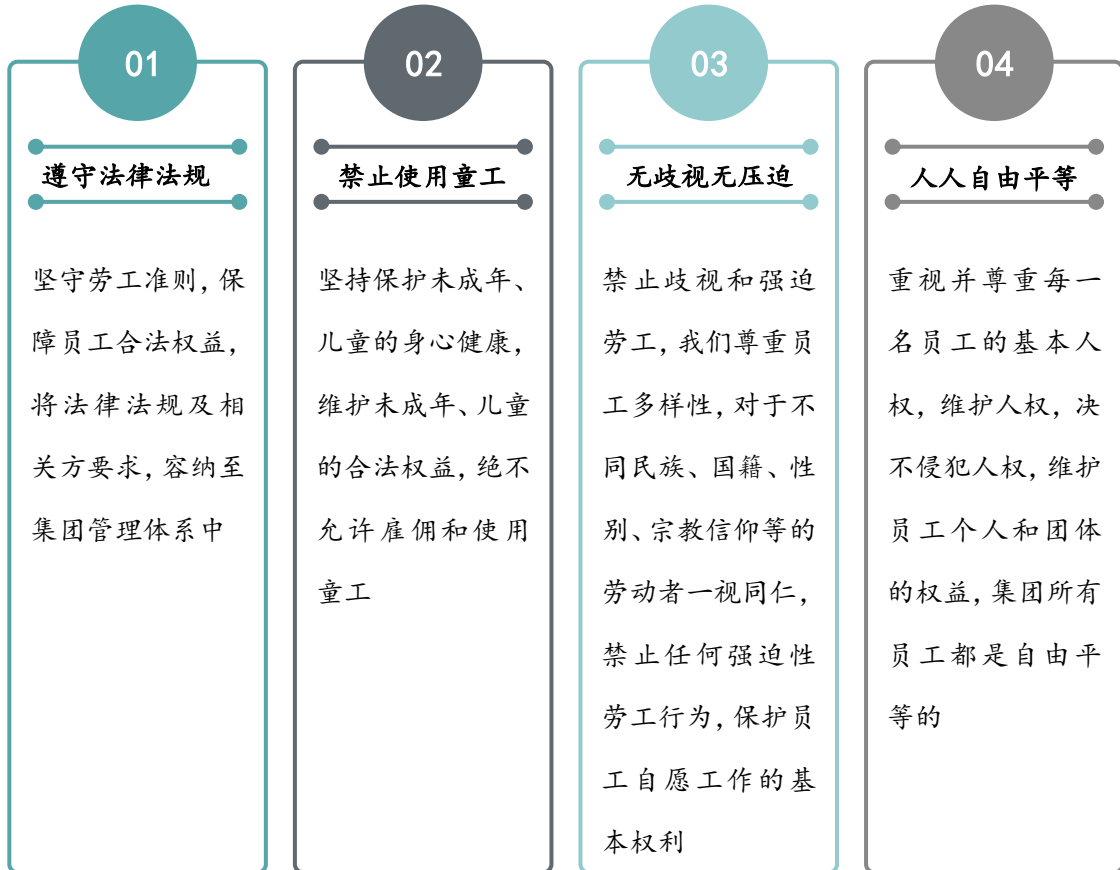 01
遵守法律法规
坚守劳工准则，保
障员工合法权益，
将法律法规及相
关方要求，容纳至
集团管理体系中
02
禁止使用童工
坚持保护未成年、
儿童的身心健康，
维护未成年、儿童
的合法权益，绝不
允许雇佣和使用
童工
03
无歧视无压迫
禁止歧视和强迫
劳工，我们尊重员
工多样性，对于不
同民族、国籍、性
别、宗教信仰等的
劳动者一视同仁，
禁止任何强迫性
劳工行为，保护员
工自愿工作的基
本权利
04
人人自由平等
重视并尊重每一
名员工的基本人
权，维护人权，决
不侵犯人权，维护
员工个人和团体
的权益，集团所有
员工都是自由平
等的